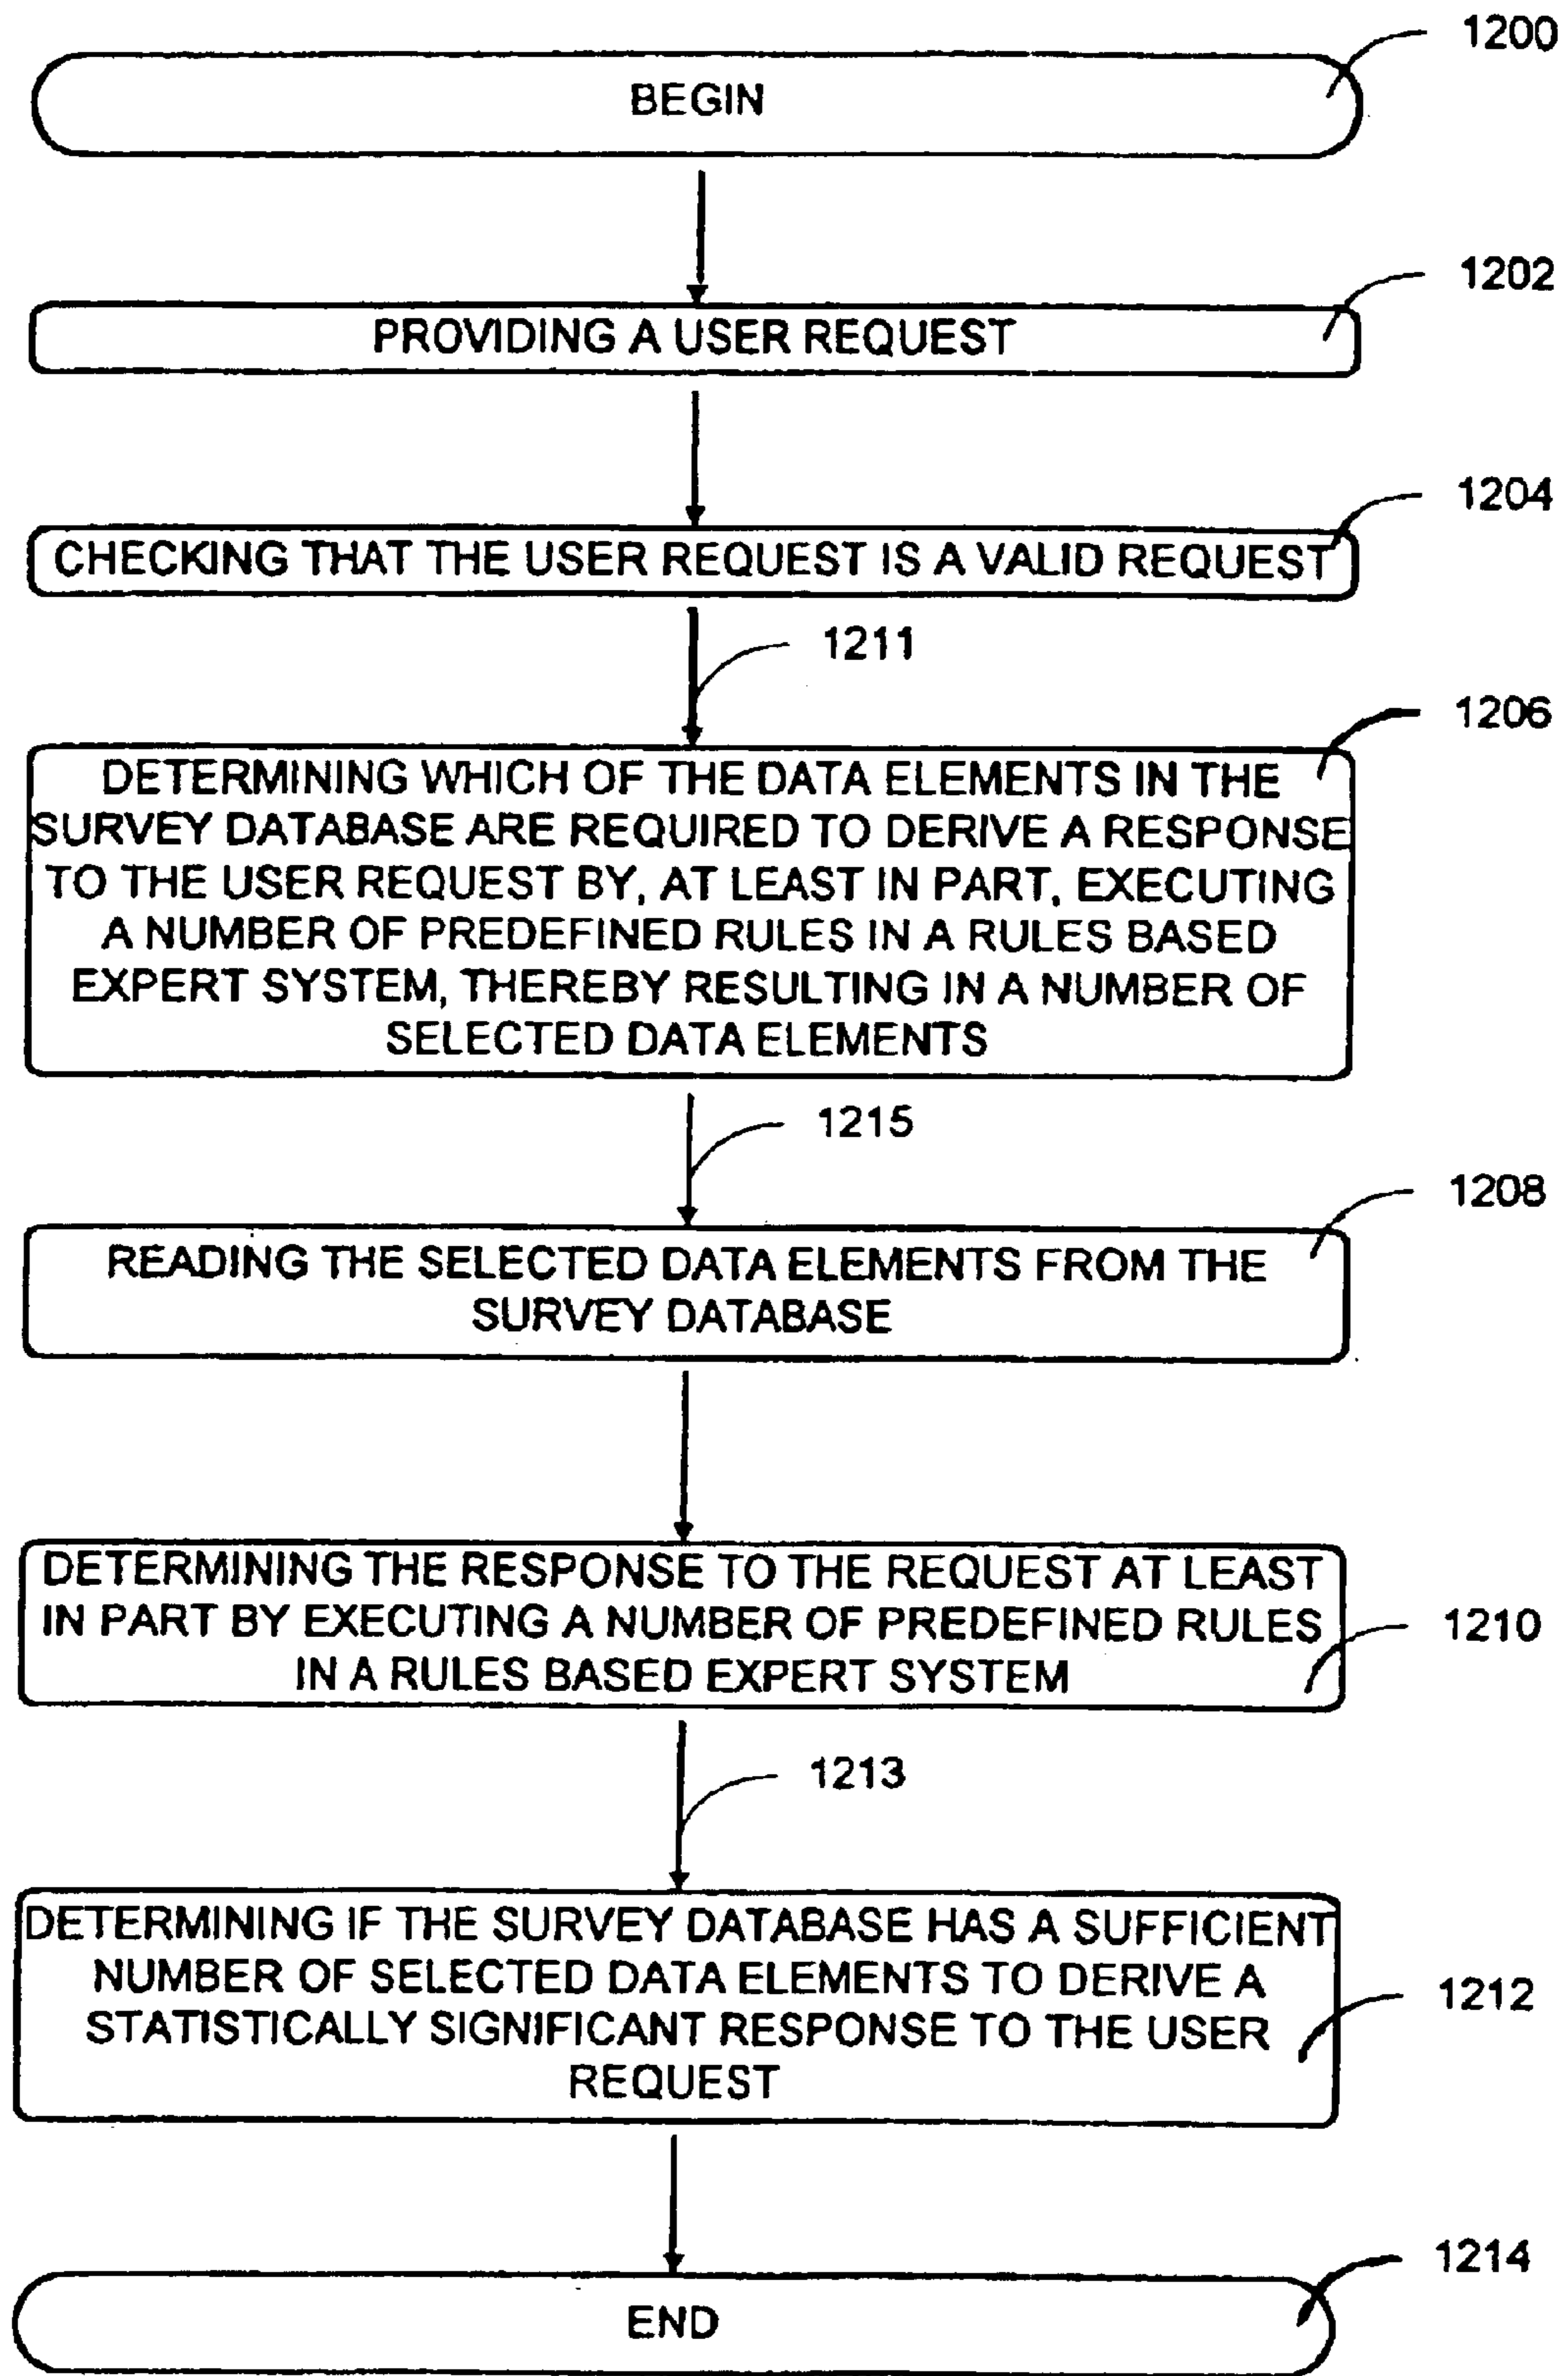 1200
BEGIN
1202
PROVIDING A USER REQUEST
1204
CHECKING THAT THE USER REQUEST IS A VALID REQUEST
1211
1206
DETERMINING WHICH OF THE DATA ELEMENTS IN THE
SURVEY DATABASE ARE REQUIRED TO DERIVE A RESPONSE
TO THE USER REQUEST BY, AT LEAST IN PART, EXECUTING
A NUMBER OF PREDEFINED RULES IN A RULES BASED
EXPERT SYSTEM, THEREBY RESULTING IN A NUMBER OF
SELECTED DATA ELEMENTS
1215
1208
READING THE SELECTED DATA ELEMENTS FROM THE
SURVEY DATABASE
DETERMINING THE RESPONSE TO THE REQUEST AT LEAST
IN PART BY EXECUTING A NUMBER OF PREDEFINED RULES
1210
IN A RULES BASED EXPERT SYSTEM
1213
DETERMINING IF THE SURVEY DATABASE HAS A SUFFICIENT
NUMBER OF SELECTED DATA ELEMENTS TO DERIVE A
1212
STATISTICALLY SIGNIFICANT RESPONSE TO THE USER
REQUEST
1214
END